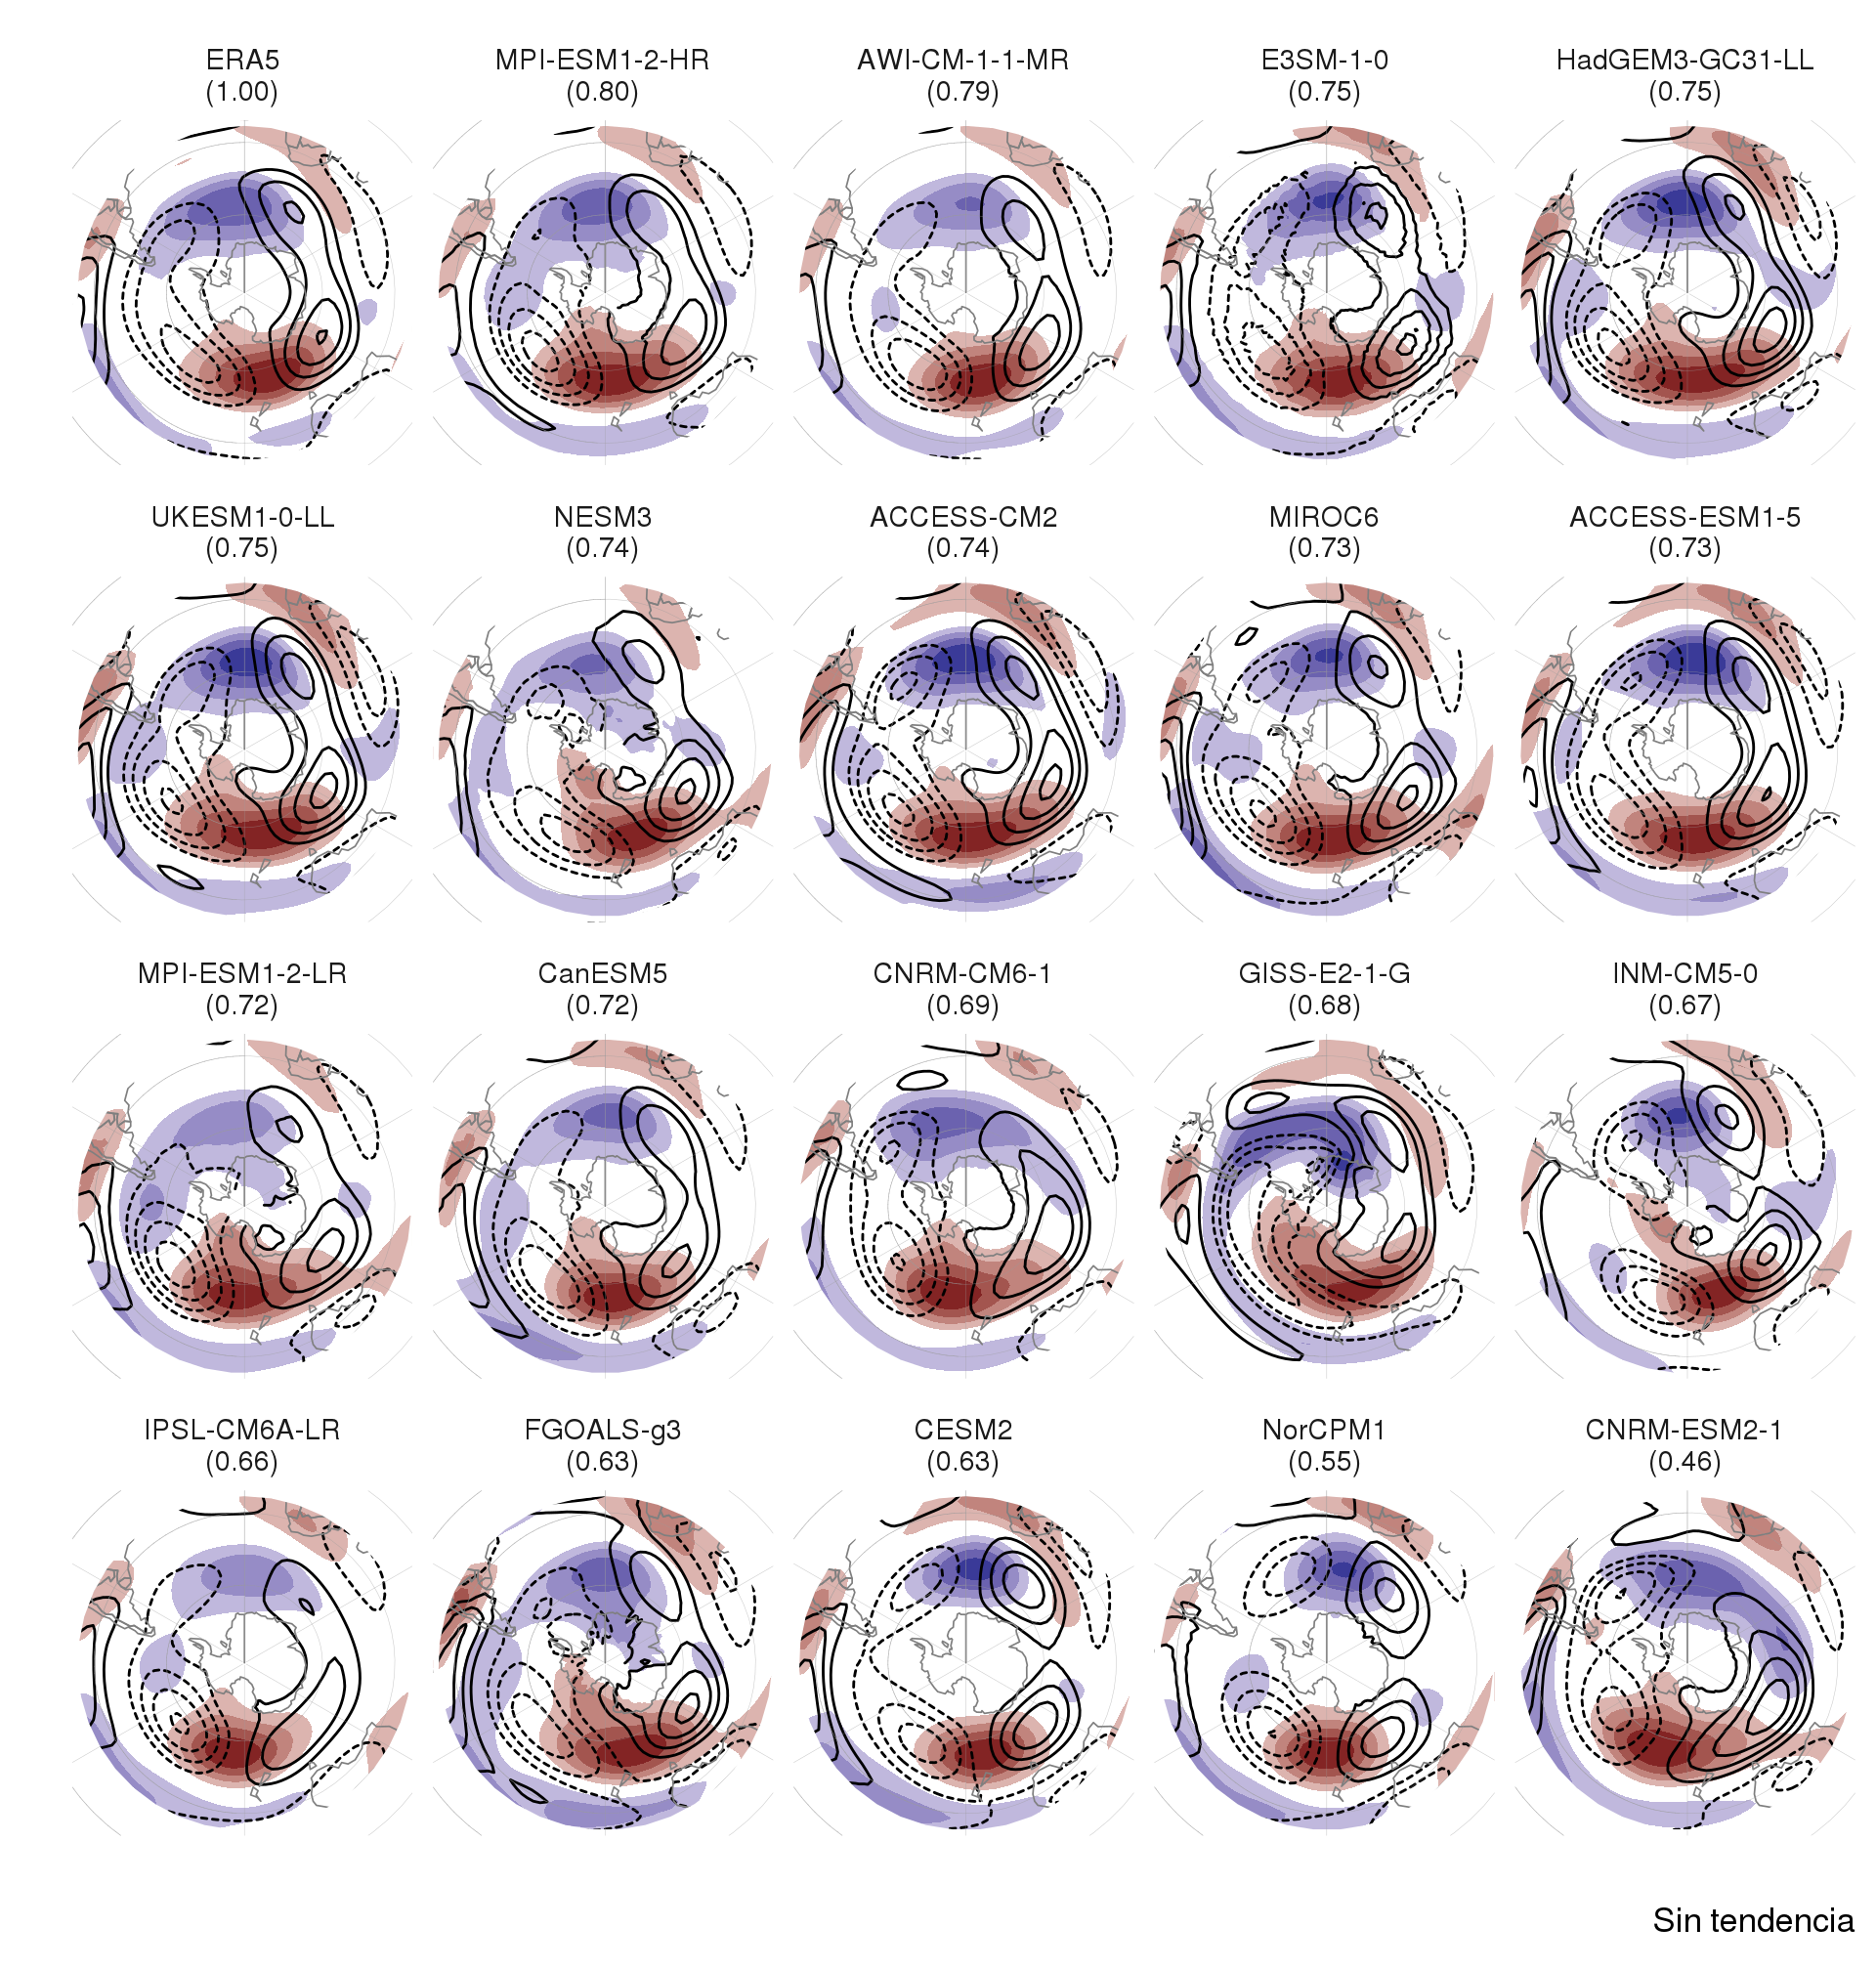 ERA5
(1.00)
MPI-ESM1-2-HR
(0.80)
AWI-CM-1-1-MR
(0.79)
E3SM-1-0
(0.75)
HadGEM3-GC31-LL
(0.75)
UKESM1-0-LL
(0.75)
NESM3
(0.74)
ACCESS-CM2
(0.74)
MIROC6
(0.73)
ACCESS-ESM1-5
(0.73)
MPI-ESM1-2-LR
(0.72)
CanESM5
(0.72)
CNRM-CM6-1
(0.69)
GISS-E2-1-G
(0.68)
INM-CM5-0
(0.67)
IPSL-CM6A-LR
(0.66)
FGOALS-g3
(0.63)
CESM2
(0.63)
NorCPM1
(0.55)
CNRM-ESM2-1
(0.46)
Sin tendencia